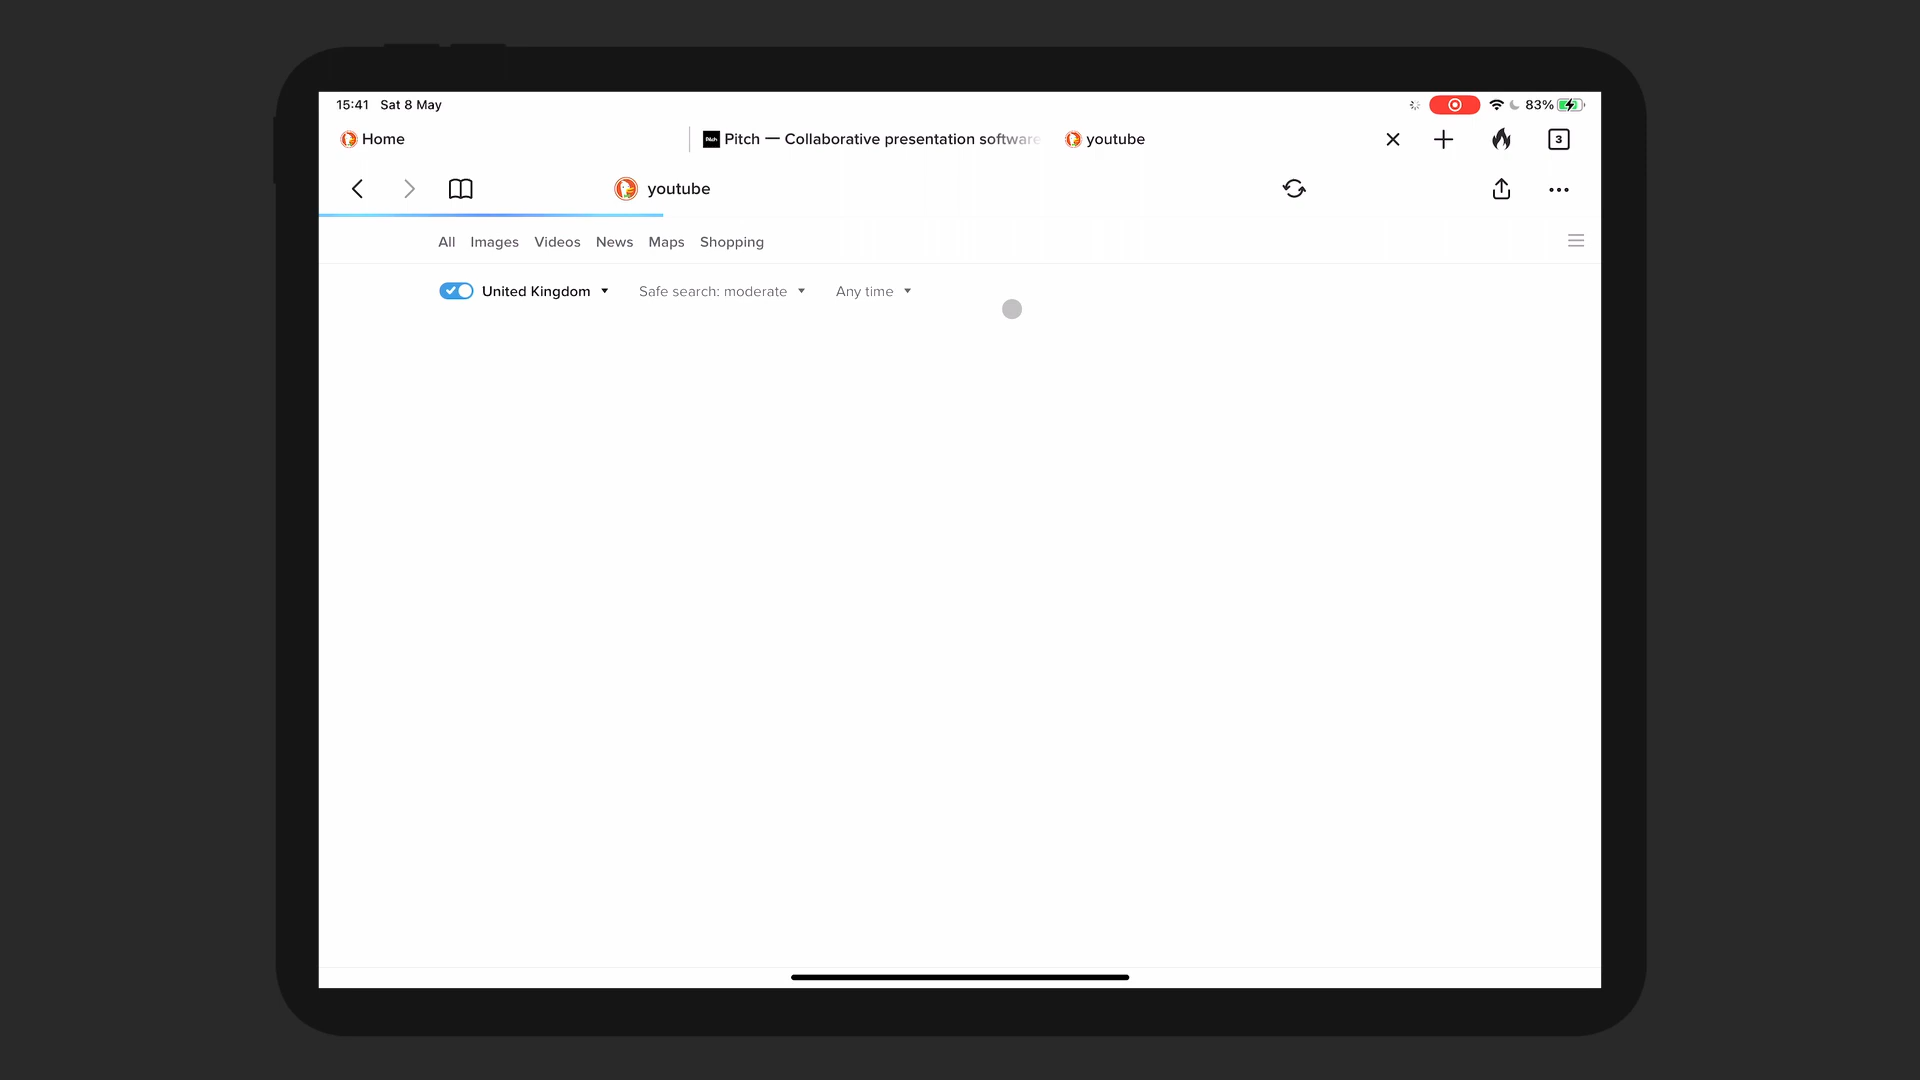 15:41 Sat 8 May 83%
Home Pitch — Collaborative presentation software youtube 3
youtube
All Images Videos News Maps Shopping
United Kingdom Safe search: moderate Any time